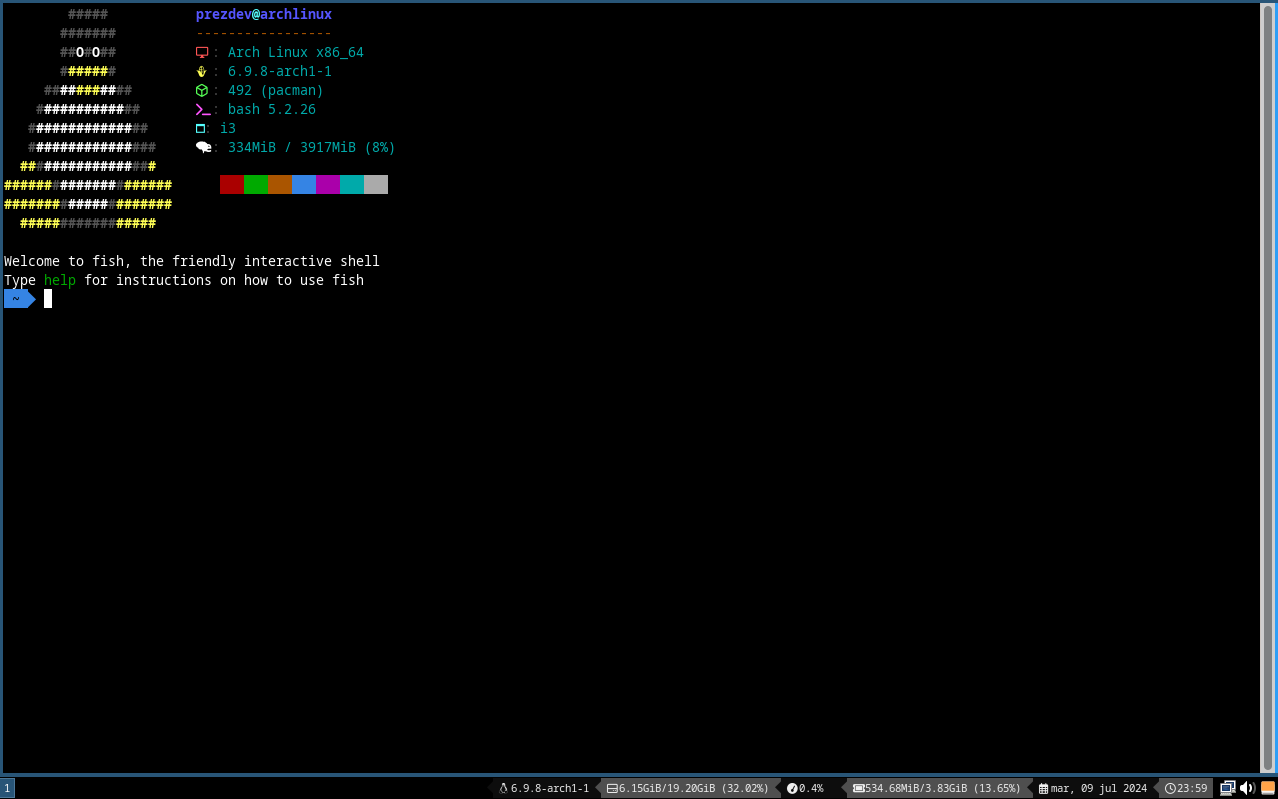 #####
prezdev@archlinux
#######
-----------------
##O#O##
: Arch Linux x86_64
#######
: 6.9.8-arch1-1
###########
: 492 (pacman)
#############
: bash 5.2.26
###############
: i3
################
: 334MiB / 3917MiB (8%)
#################
#####################
#####################
#################
Welcome to fish, the friendly interactive shell
Type help for instructions on how to use fish
~
1
6.9.8-arch1-1
6.15GiB/19.20GiB (32.02%)
0.4%
534.68MiB/3.83GiB (13.65%)
mar, 09 jul 2024
23:59